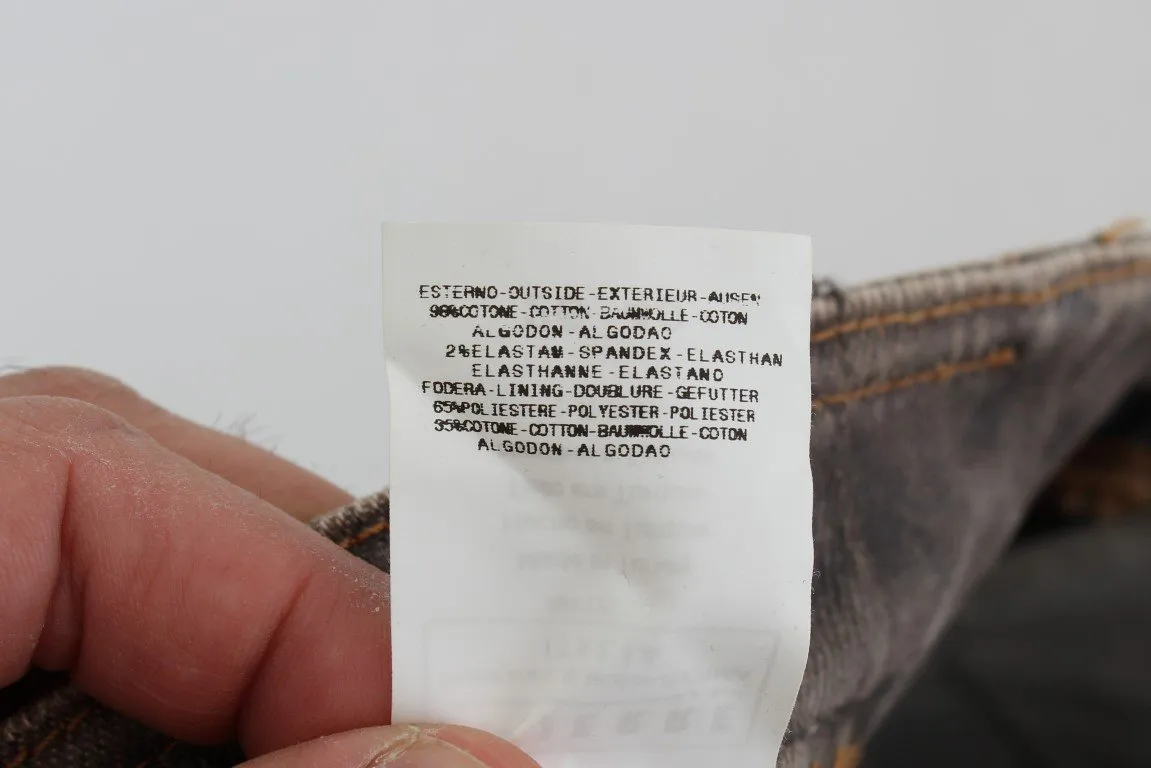 ESTERNO-OUTSIDE-EXTERIEUR-AUSEN
98%COTONE-COTTON-BAUMWOLLE-COTON
ALGODON-ALGODAO
2%ELASTAM-SPANDEX-ELASTHAN
ELASTHANNE-ELASTANO
FODERA-LINING-DOUBLURE-GEFUTTER
65%POLIESTERE-POLYESTER-POLIESTER
35%COTONE-COTTON-BAUMWOLLE-COTON
ALGODON-ALGODAO